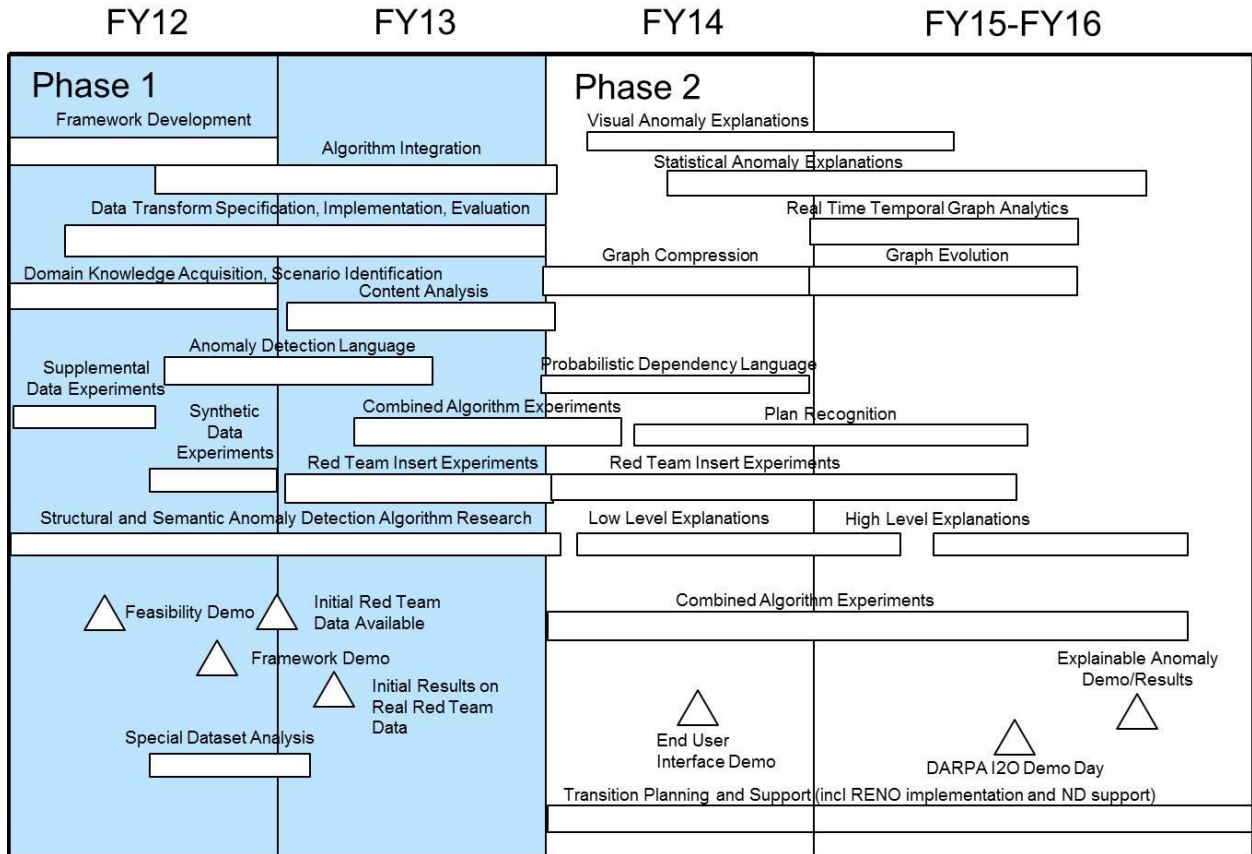 FY12
FY13
FY14
FY15-FY16
Phase 1
Phase 2
Framework Development
Visual Anomaly Explanations
Algorithm Integration
Statistical Anomaly Explanations
Data Transform Specification, Implementation, Evaluation
Real Time Temporal Graph Analytics
Domain Knowledge Acquisition, Scenario Identification
Graph Compression
Graph Evolution
Content Analysis
Anomaly Detection Language
Supplemental
Data Experiments
Probabilistic Dependency Language
Synthetic
Data
Experiments
Combined Algorithm Experiments
Plan Recognition
Red Team Insert Experiments
Red Team Insert Experiments
Structural and Semantic Anomaly Detection Algorithm Research
Low Level Explanations
High Level Explanations
Feasibility Demo
Initial Red Team
Data Available
Combined Algorithm Experiments
Framework Demo
Initial Results on
Real Red Team
Data
Explainable Anomaly
Demo/Results
Special Dataset Analysis
End User
Interface Demo
DARPA I2O Demo Day
Transition Planning and Support (incl RENO implementation and ND support)